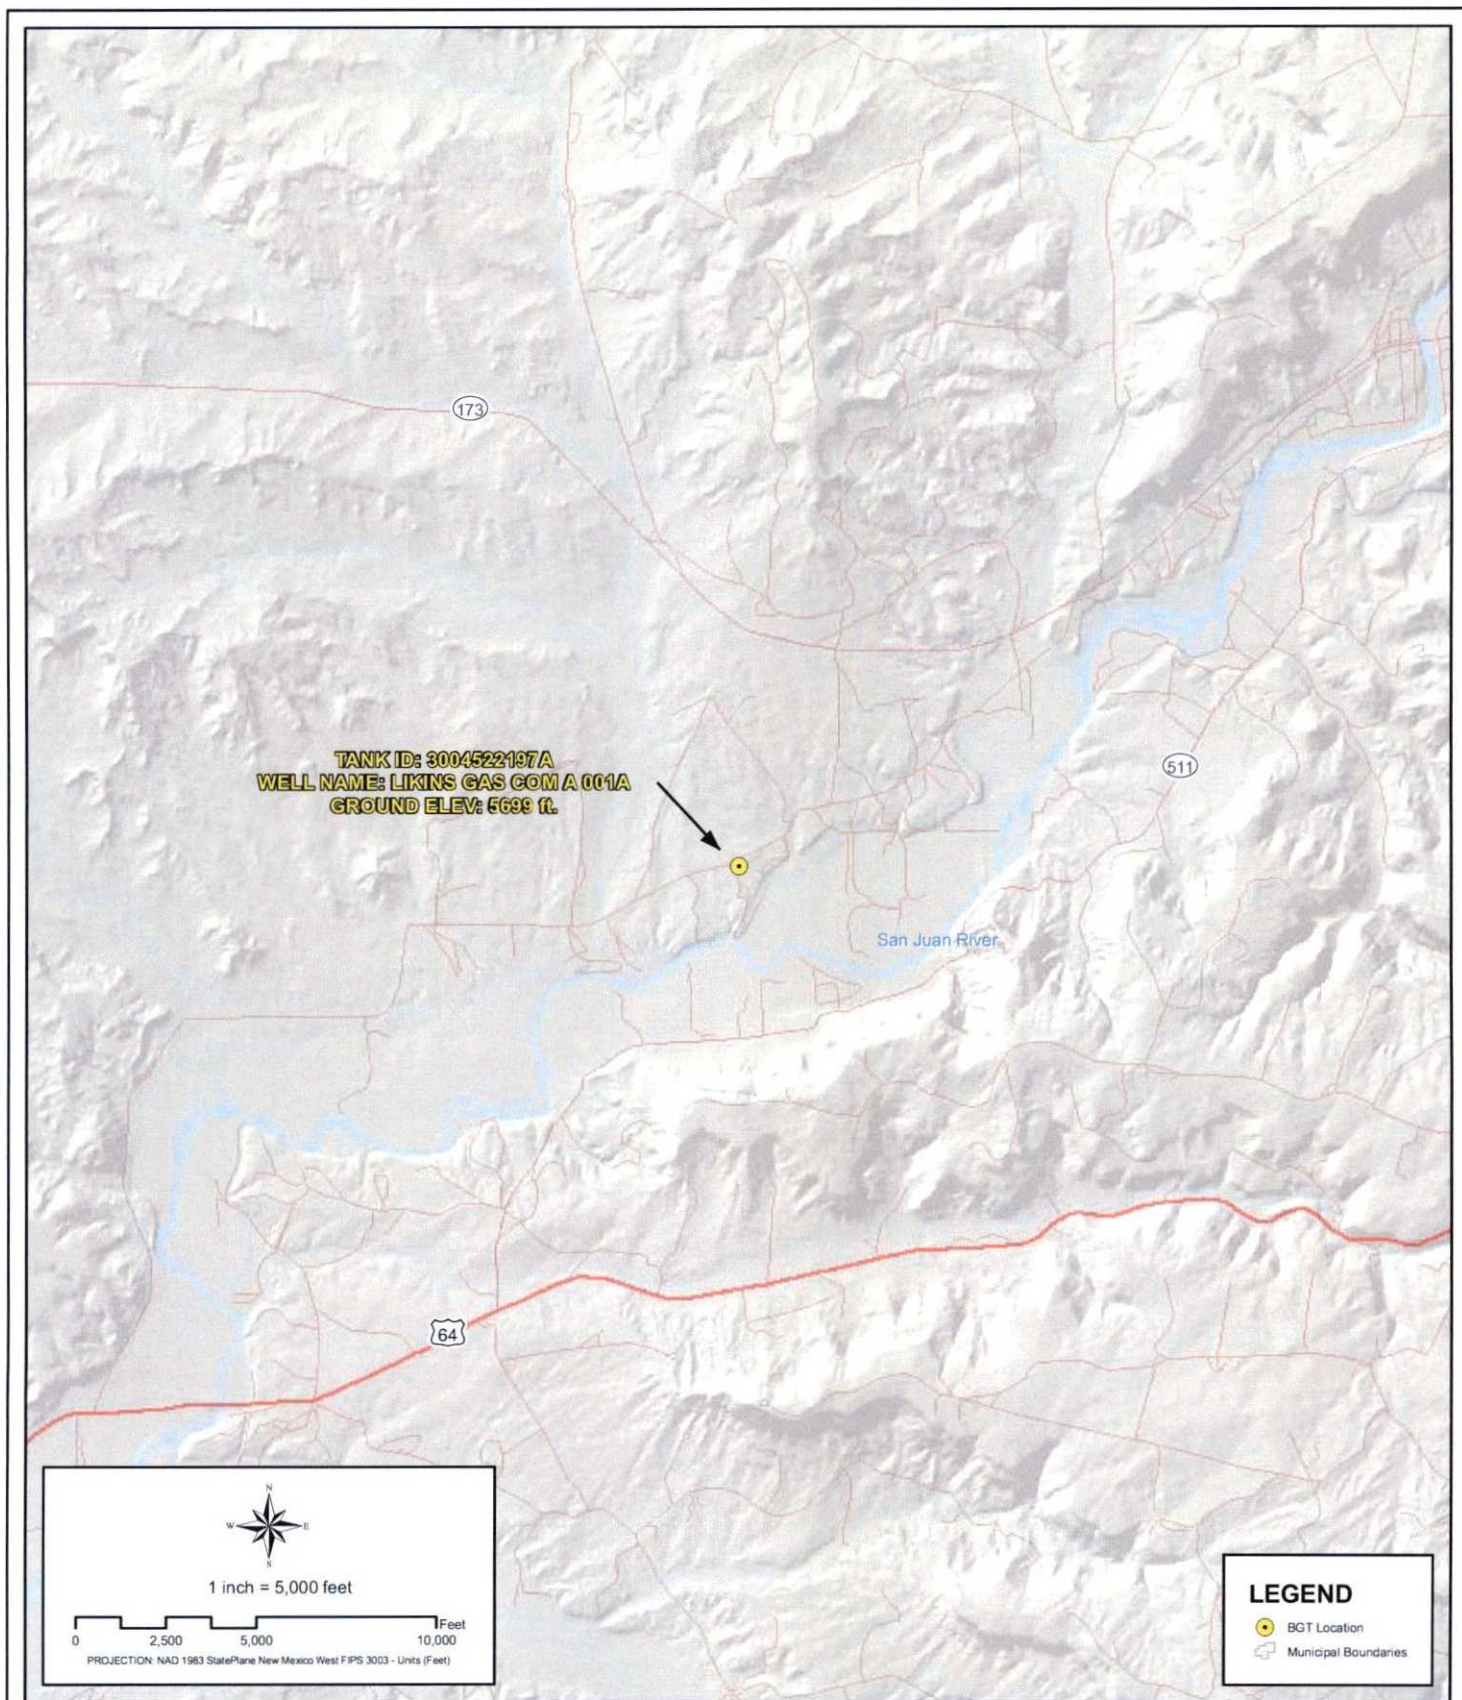 173
TANK ID: 3004522197A
WELL NAME: LIKINS GAS COM A 001A
GROUND ELEV: 5699 ft.
511
San Juan River
64
N
W E
S
1 inch = 5,000 feet
Feet
0 2,500 5,000 10,000
PROJECTION: NAD 1983 StatePlane New Mexico West FIPS 3003 - Units (Feet)
LEGEND
BGT Location
Municipal Boundaries